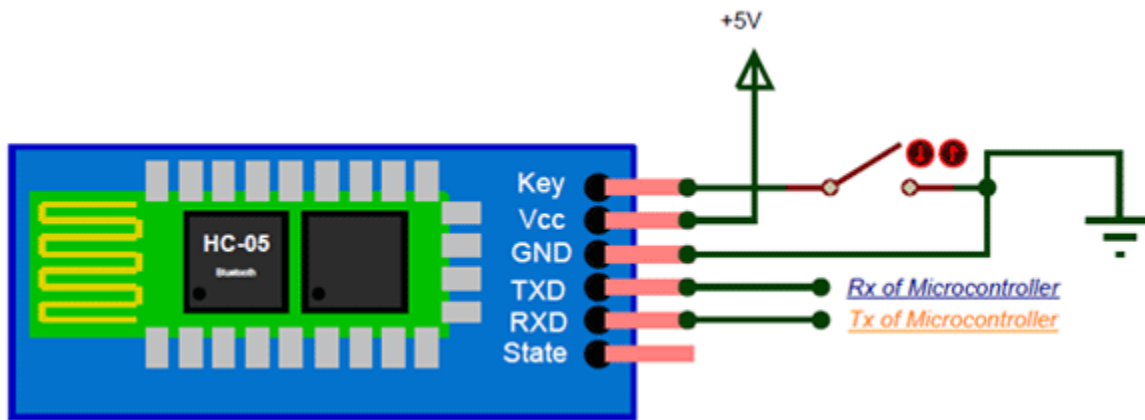 +5V
Key
Vcc
HC-05
Bluetooth
GND
TXD
Rx of Microcontroller
RXD
Tx of Microcontroller
State